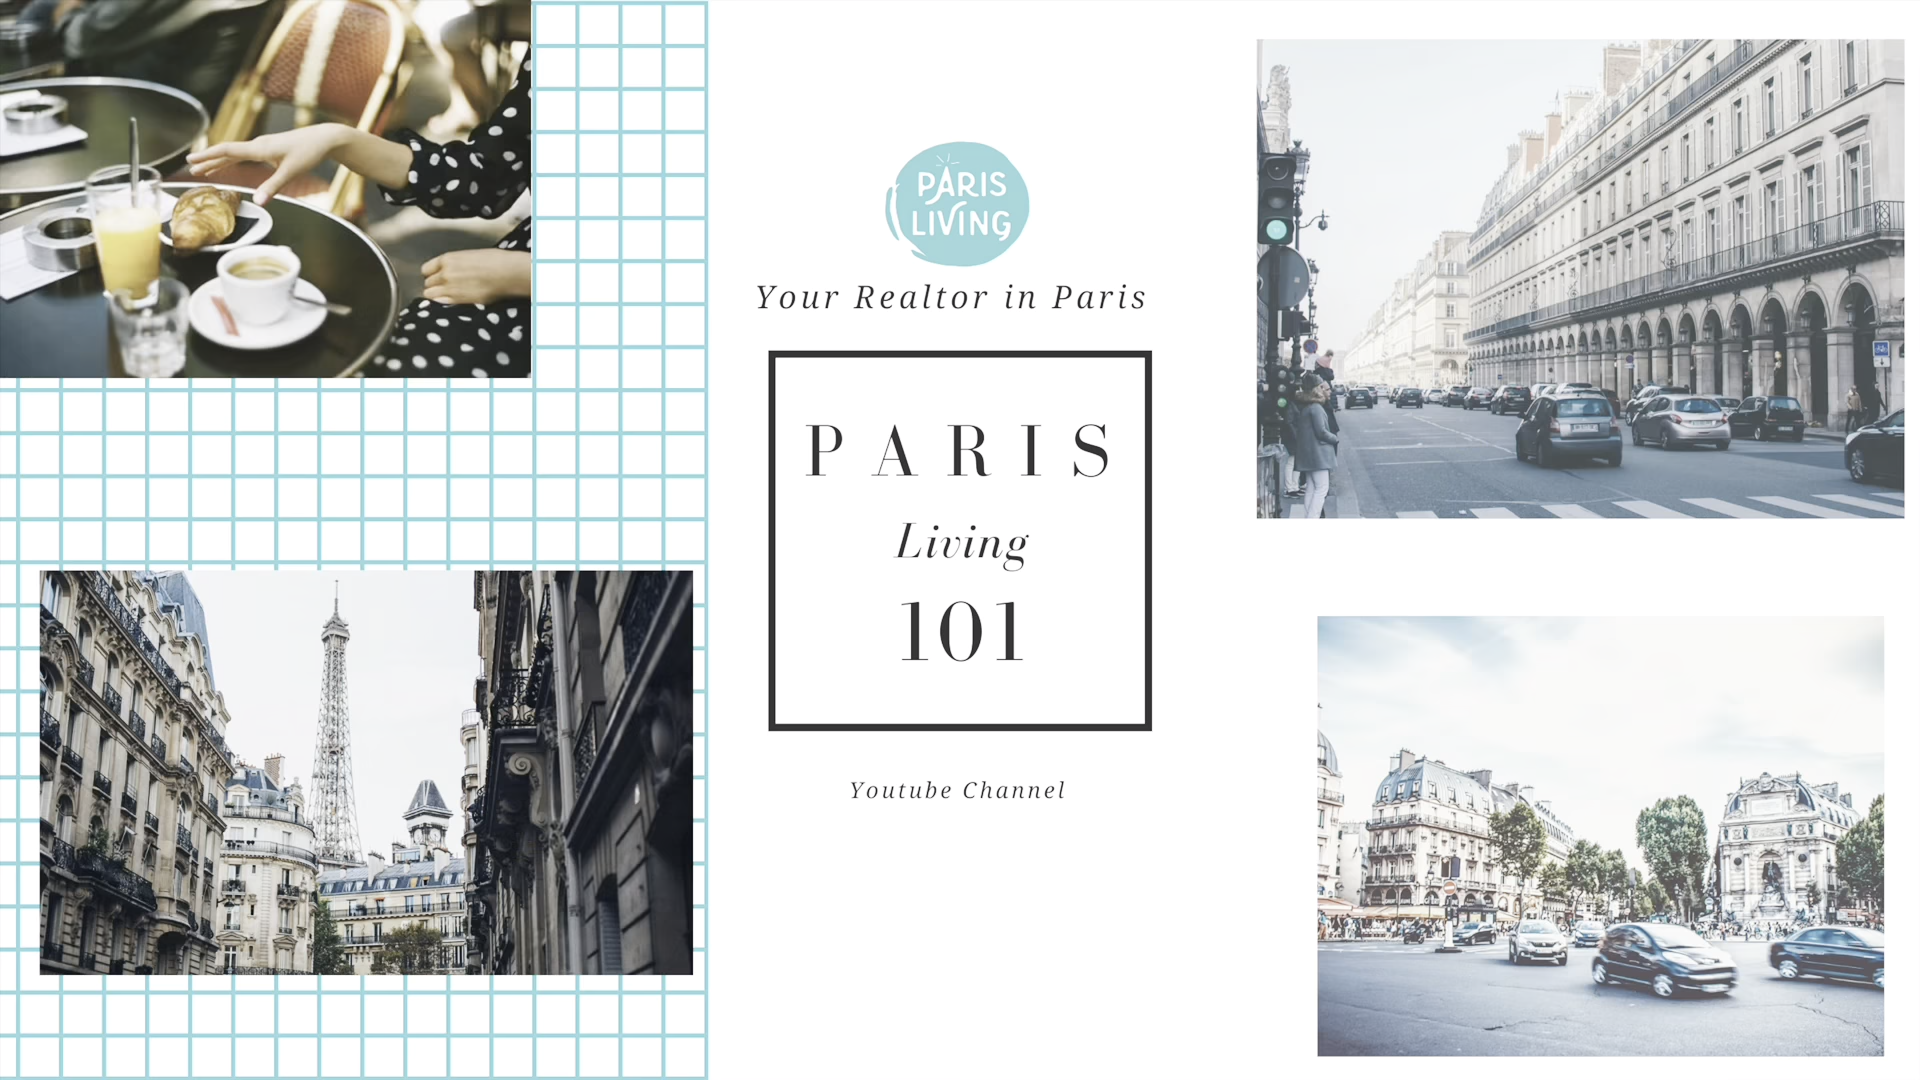 PARIS
LIVING
Your Realtor in Paris
PARIS
Living
101
Youtube Channel